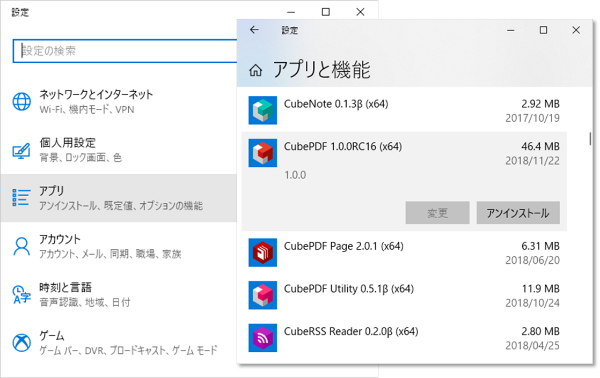 設定
設定の検索
ネットワークとインターネット
Wi-Fi、機内モード、VPN
個人用設定
背景、ロック画面、色
アプリ
アンインストール、既定値、オプションの機能
アカウント
アカウント、メール、同期、職場、家族
時刻と言語
音声認識、地域、日付
ゲーム
ゲーム バー、DVR、ブロードキャスト、ゲーム モード
設定
アプリと機能
CubeNote 0.1.3β (x64) 2.92 MB
2017/10/19
CubePDF 1.0.0RC16 (x64) 46.4 MB
2018/11/22
1.0.0
変更 アンインストール
CubePDF Page 2.0.1 (x64) 6.31 MB
2018/06/20
CubePDF Utility 0.5.1β (x64) 11.9 MB
2018/10/24
CubeRSS Reader 0.2.0β (x64) 2.80 MB
2018/04/25